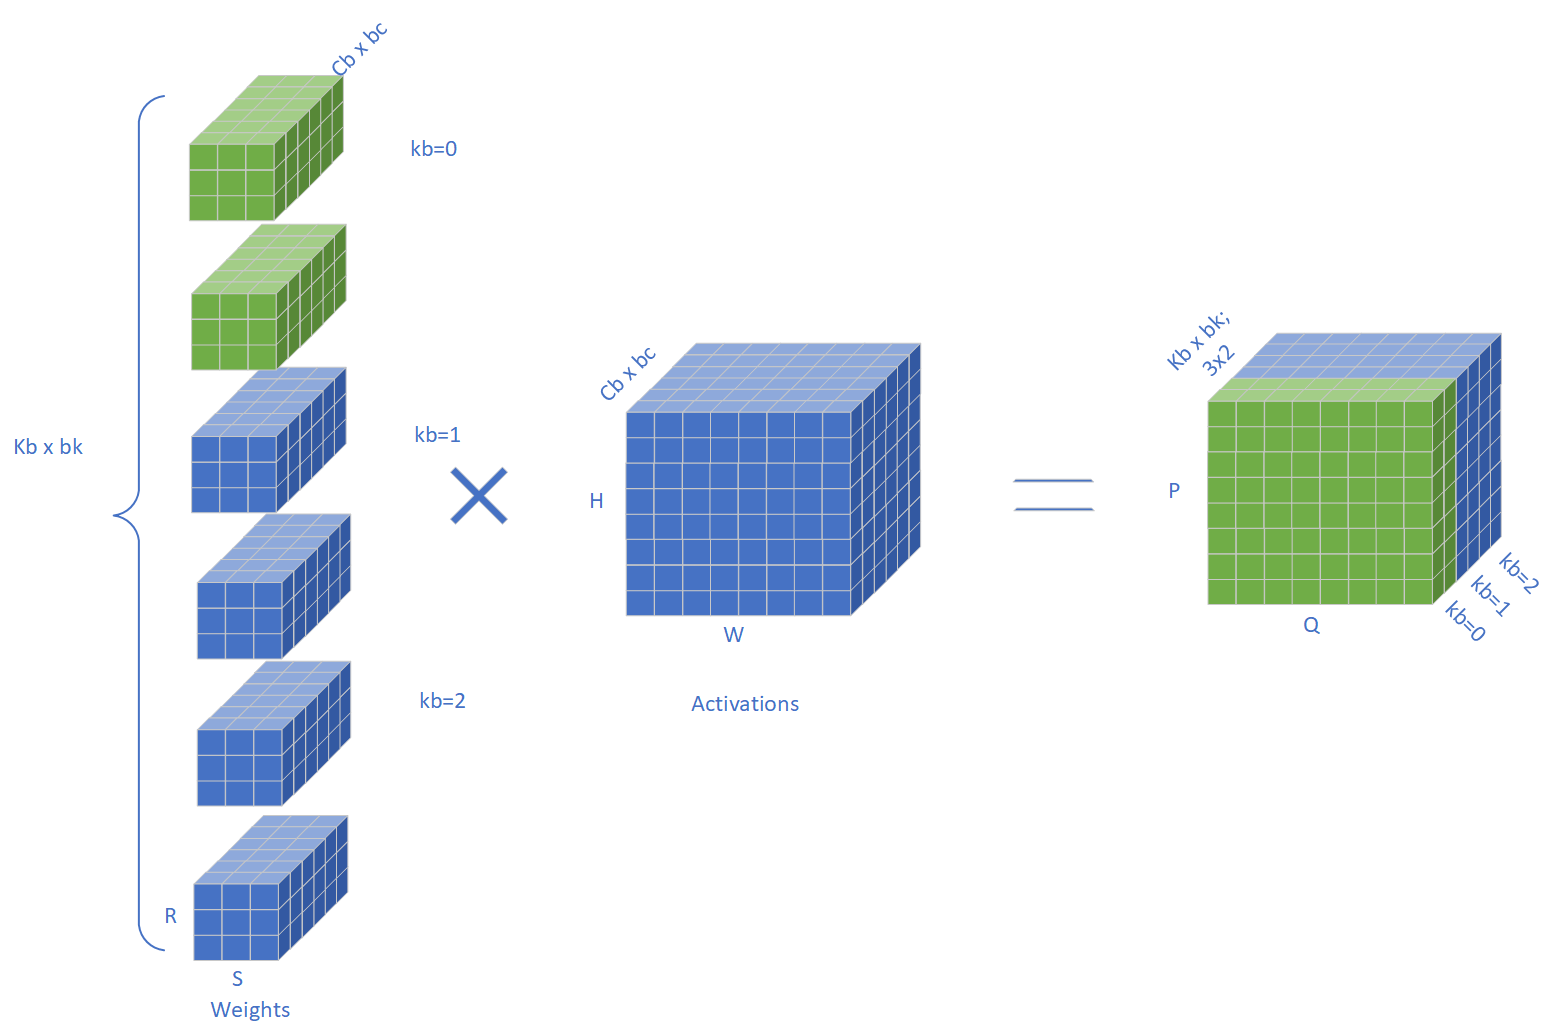 Cb x bc
kb=0
Kb x bk
kb=1
kb=2
R
S
Weights
Cb x bc
H
W
Activations
Kb x bk;
3x2
P
Q
kb=0
kb=1
kb=2